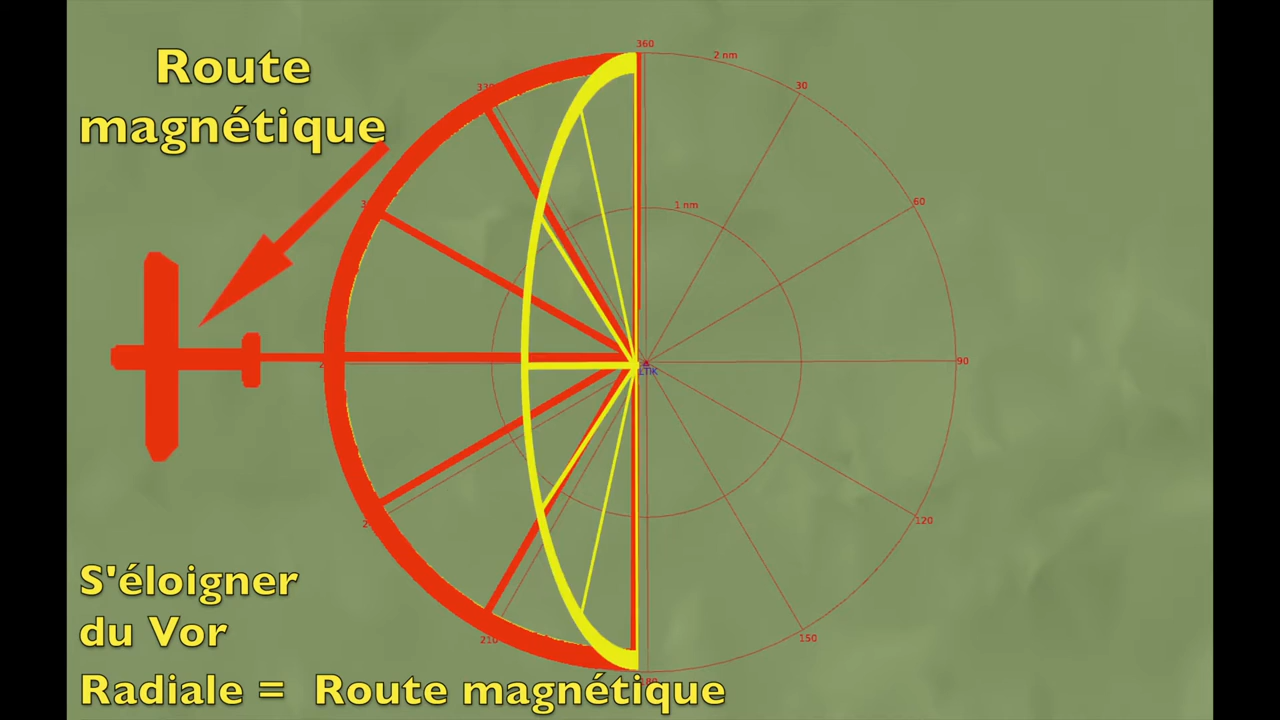 Route
magnétique
360
2 nm
30
60
1 nm
90
120
150
210
S'éloigner
du Vor
Radiale = Route magnétique